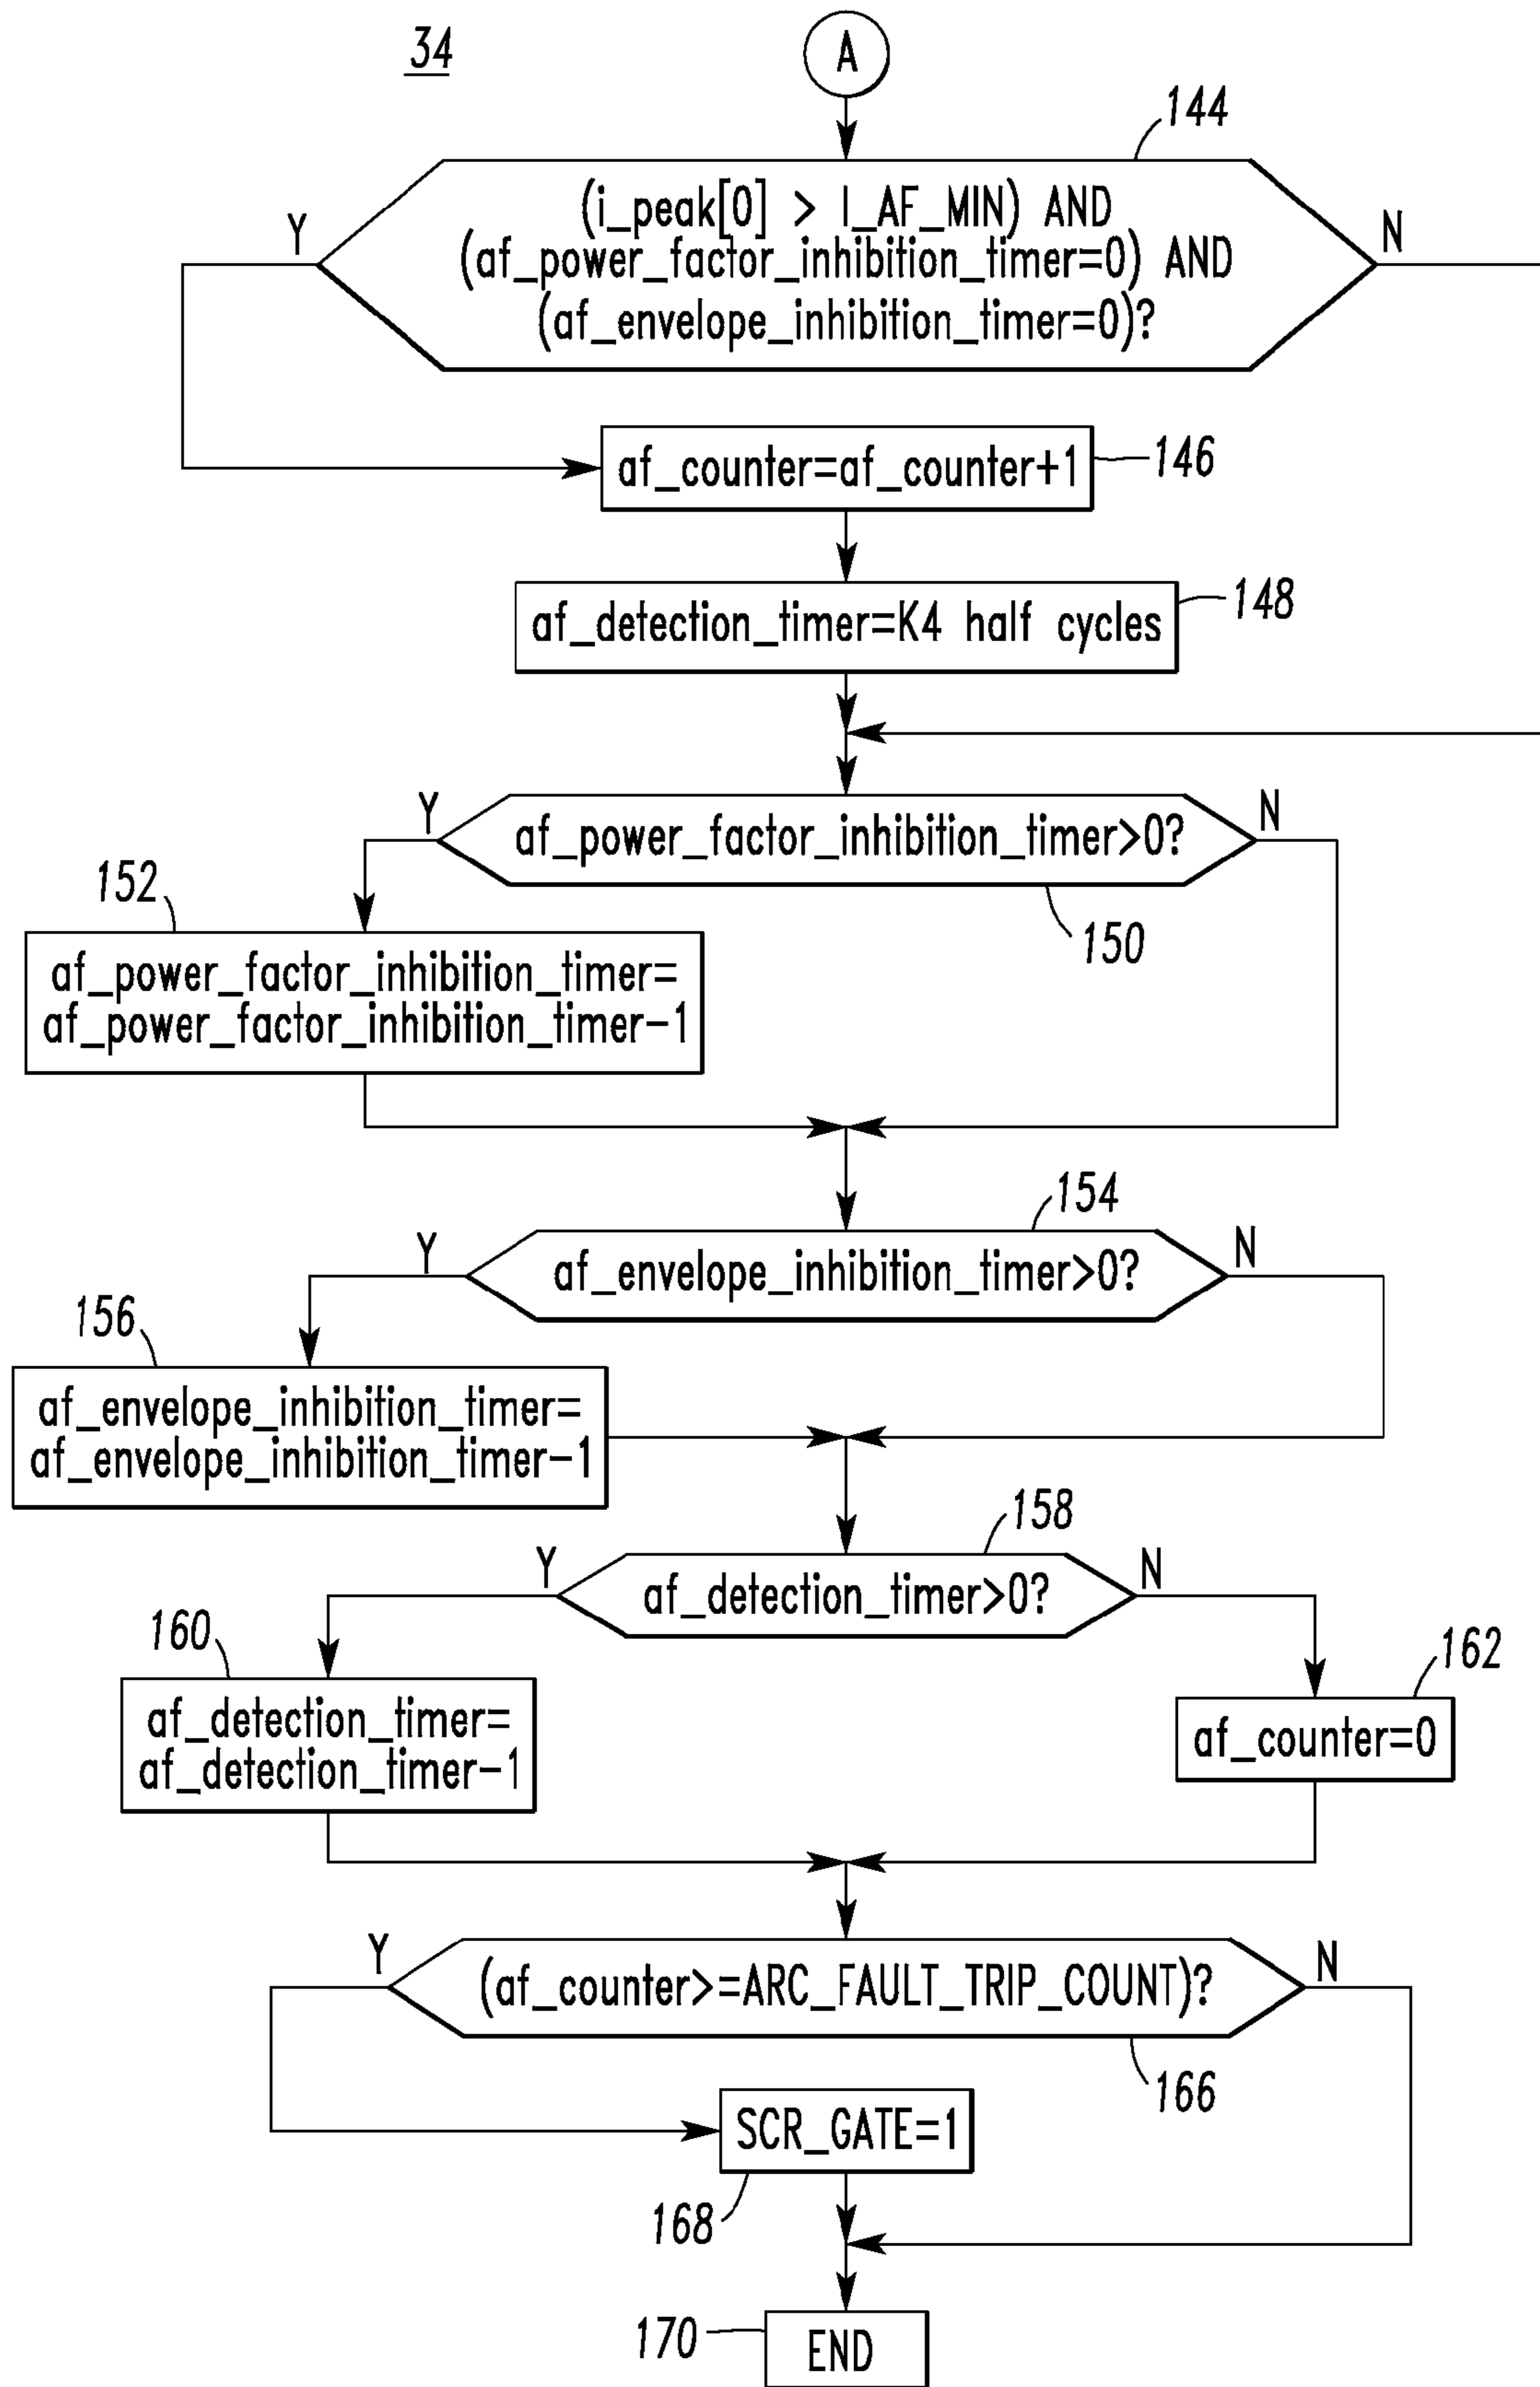 34
A
144
(i_peak[0] > I_AF_MIN) AND
(af_power_factor_inhibition_timer=0) AND
(af_envelope_inhibition_timer=0)?
Y
N
af_counter=af_counter+1
146
af_detection_timer=K4 half cycles
148
Y
af_power_factor_inhibition_timer>0?
N
150
152
af_power_factor_inhibition_timer=
af_power_factor_inhibition_timer-1
154
Y
af_envelope_inhibition_timer>0?
N
156
af_envelope_inhibition_timer=
af_envelope_inhibition_timer-1
158
Y
af_detection_timer>0?
N
160
af_detection_timer=
af_detection_timer-1
162
af_counter=0
Y
(af_counter>=ARC_FAULT_TRIP_COUNT)?
N
166
SCR_GATE=1
168
170
END